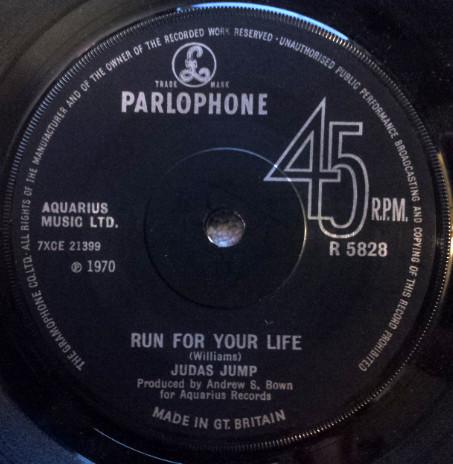 THE GRAMOPHONE CO.LTD. · ALL RIGHTS OF THE MANUFACTURER AND OF THE OWNER OF THE RECORDED WORK RESERVED · UNAUTHORISED PUBLIC PERFORMANCE BROADCASTING AND COPYING OF THIS RECORD PROHIBITED
£
TRADE MARK
PARLOPHONE
45 R.P.M.
AQUARIUS
MUSIC LTD.
R 5828
7XCE 21399
℗ 1970
RUN FOR YOUR LIFE
(Williams)
JUDAS JUMP
Produced by Andrew S. Bown
for Aquarius Records
MADE IN GT. BRITAIN